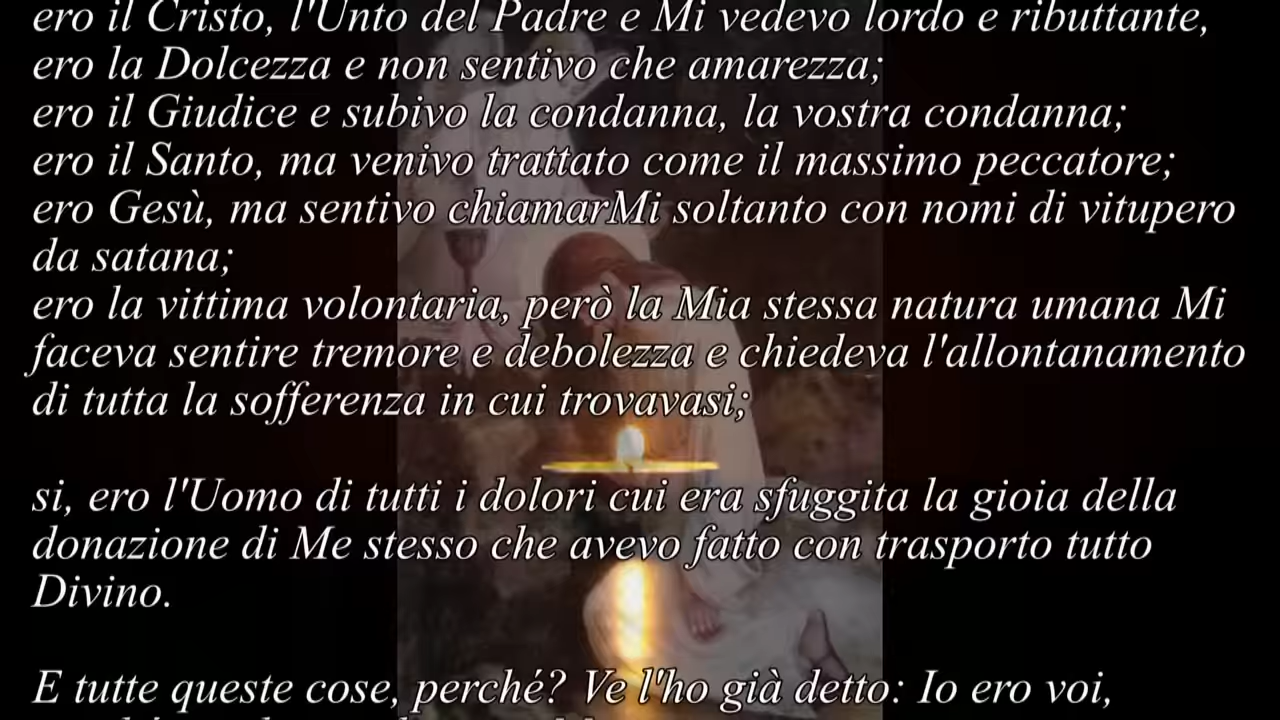 ero il Cristo, l'Unto del Padre e Mi vedevo lordo e ributtante,
ero la Dolcezza e non sentivo che amarezza;
ero il Giudice e subivo la condanna, la vostra condanna;
ero il Santo, ma venivo trattato come il massimo peccatore;
ero Gesù, ma sentivo chiamarMi soltanto con nomi di vitupero
da satana;
ero la vittima volontaria, però la Mia stessa natura umana Mi
faceva sentire tremore e debolezza e chiedeva l'allontanamento
di tutta la sofferenza in cui trovavasi;
si, ero l'Uomo di tutti i dolori cui era sfuggita la gioia della
donazione di Me stesso che avevo fatto con trasporto tutto
Divino.
E tutte queste cose, perché? Ve l'ho già detto: Io ero voi,